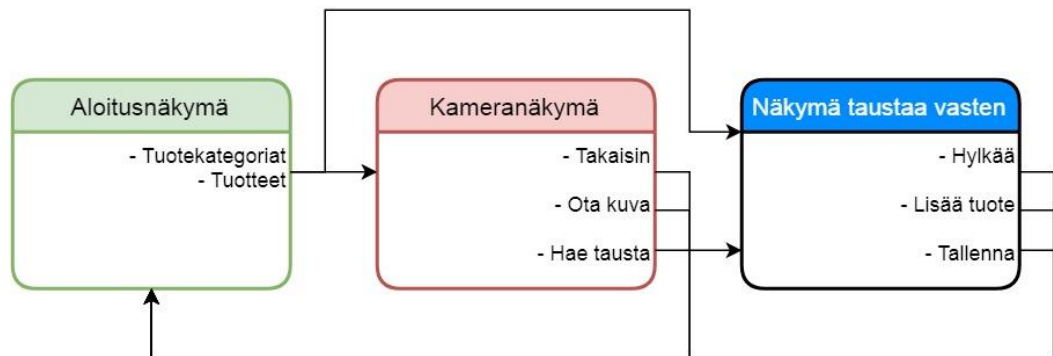 Aloitusnäkymä
- Tuotekategoriat
- Tuotteet
Kameranäkymä
- Takaisin
- Ota kuva
- Hae tausta
Näkymä taustaa vasten
- Hylkää
- Lisää tuote
- Tallenna